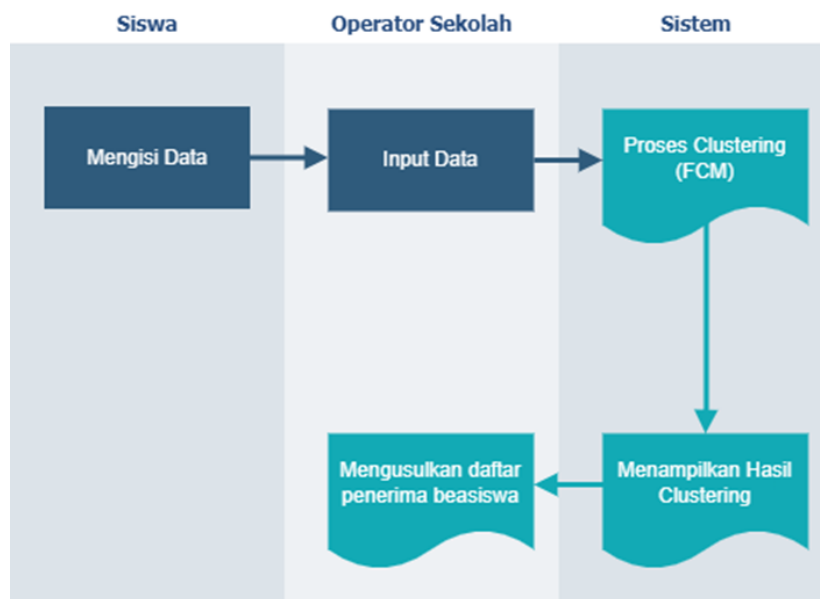 Siswa
Operator Sekolah
Sistem
Mengisi Data
Input Data
Proses Clustering
(FCM)
Mengusulkan daftar
penerima beasiswa
Menampilkan Hasil
Clustering